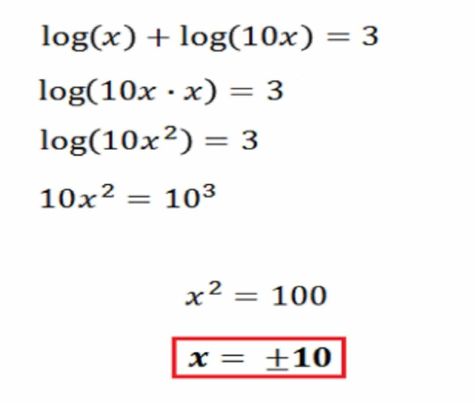 log(x) + log(10x) = 3
log(10x · x) = 3
log(10x²) = 3
10x² = 10³
x² = 100
x = ±10